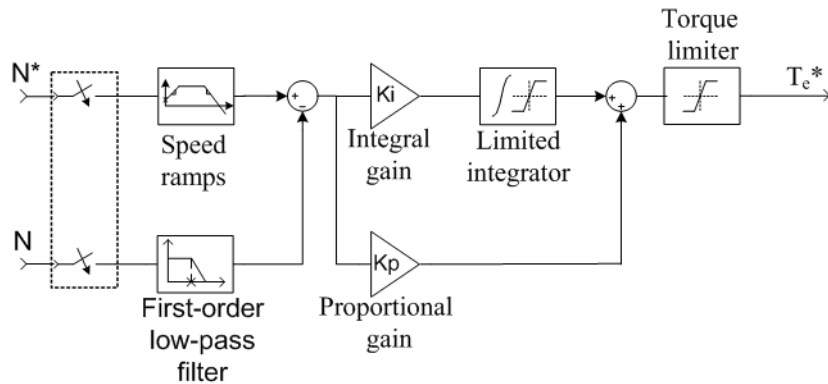 Torque
limiter
N*
Te*
+
−
Ki
+
+
Speed
ramps
Integral
gain
Limited
integrator
N
Kp
First-order
low-pass
filter
Proportional
gain